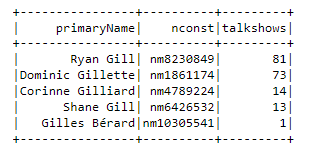 +----------------+----------+---------+
|     primaryName|    nconst|talkshows|
+----------------+----------+---------+
|       Ryan Gill| nm8230849|       81|
|Dominic Gillette| nm1861174|       73|
|Corinne Gilliard| nm4789224|       14|
|      Shane Gill| nm6426532|       13|
|   Gilles Bérard|nm10305541|        1|
+----------------+----------+---------+